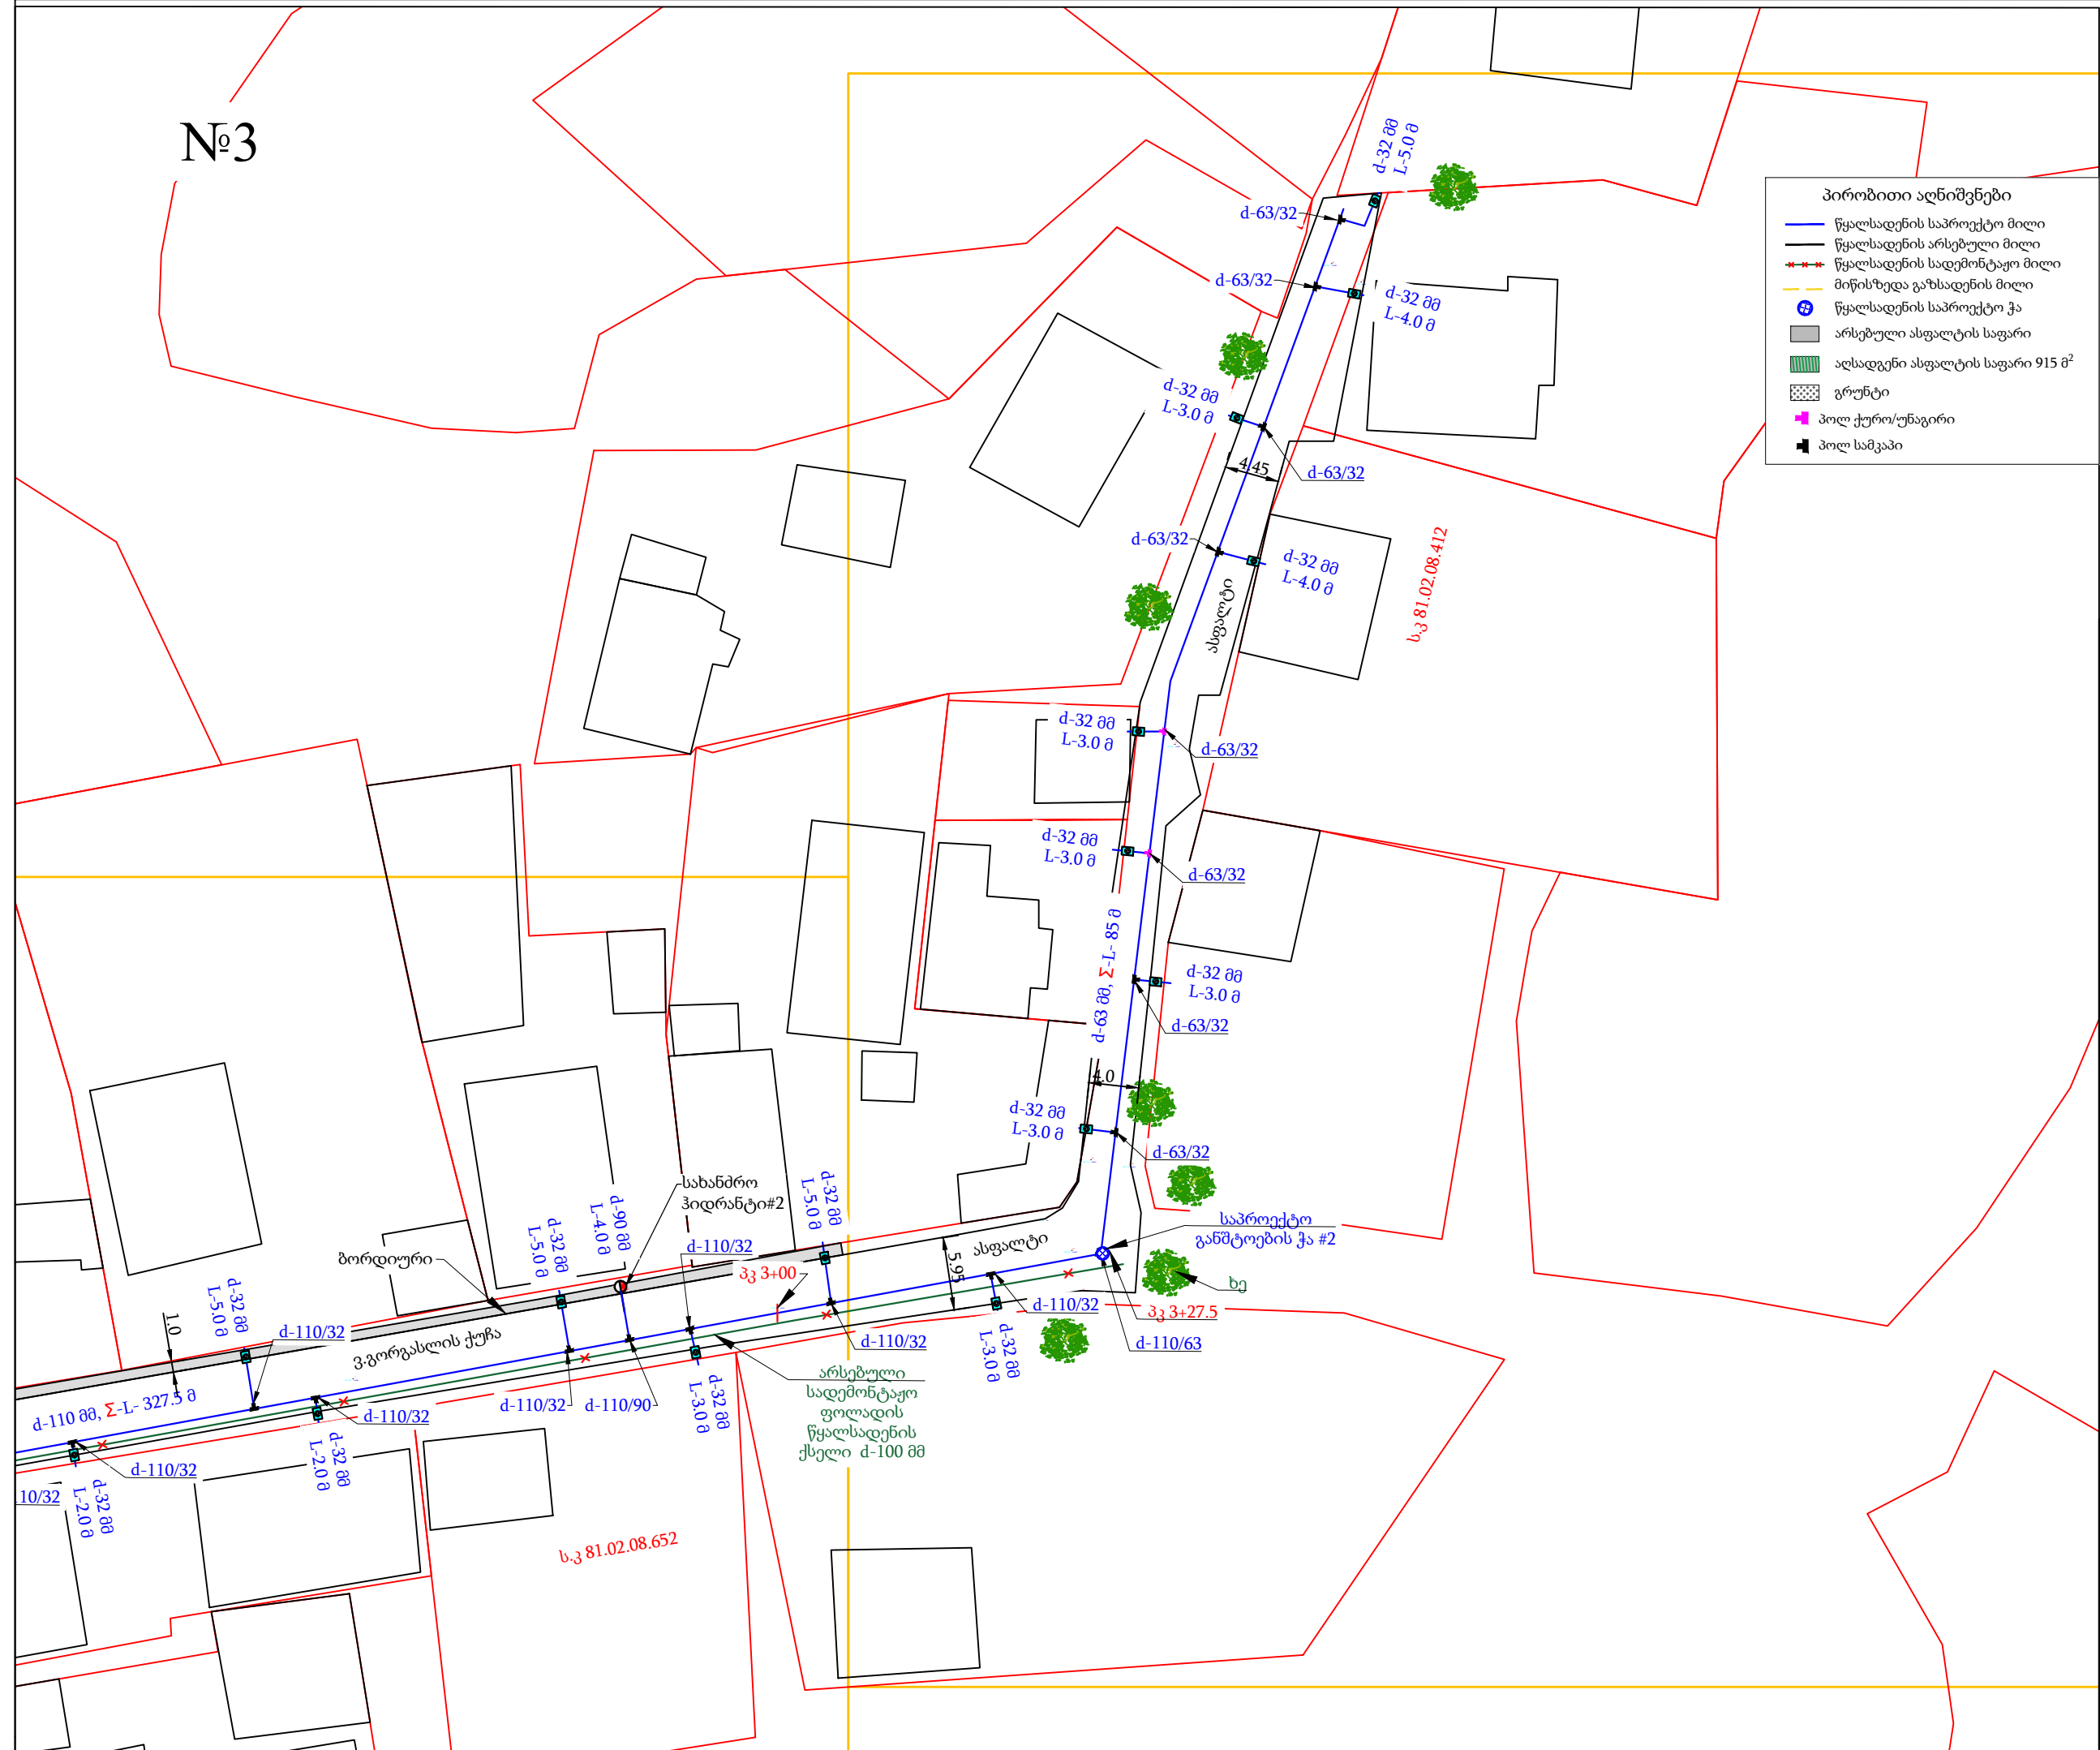 №3
d-32 მმ
L-5.0 მ
d-63/32
d-63/32
d-32 მმ
L-4.0 მ
d-32 მმ
L-3.0 მ
4.45
d-63/32
d-63/32
d-32 მმ
L-4.0 მ
ასფალტი
ს.კ 81.02.08.412
d-32 მმ
L-3.0 მ
d-63/32
d-32 მმ
L-3.0 მ
d-63/32
d-63 მმ, Σ-L- 85 მ
d-32 მმ
L-3.0 მ
d-63/32
4.0
d-32 მმ
L-3.0 მ
d-63/32
პირობითი აღნიშვნები
წყალსადენის საპროექტო მილი
წყალსადენის არსებული მილი
წყალსადენის სადემონტაჟო მილი
მიწისზედა გაზსადენის მილი
წყალსადენის საპროექტო ჭა
არსებული ასფალტის საფარი
აღსადგენი ასფალტის საფარი 915 მ²
გრუნტი
პოლ ქურო/უნაგირი
პოლ სამკაპი
სახანძრო
ჰიდრანტი#2
d-32 მმ
L-5.0 მ
d-90 მმ
L-4.0 მ
d-32 მმ
L-5.0 მ
საპროექტო
განშტოების ჭა #2
ასფალტი
5.95
d-110/32
პკ 3+00
ბორდიური
ხე
d-32 მმ
L-5.0 მ
1.0
d-110/32
ვ.გორგასლის ქუჩა
d-110/32
პკ 3+27.5
d-110/63
d-110/32
d-32 მმ
L-3.0 მ
არსებული
სადემონტაჟო
ფოლადის
წყალსადენის
ქსელი d-100 მმ
d-110 მმ, Σ-L- 327.5 მ
d-110/32
d-110/32
d-110/90
d-32 მმ
L-3.0 მ
d-32 მმ
L-2.0 მ
d-110/32
10/32
d-32 მმ
L-2.0 მ
ს.კ 81.02.08.652